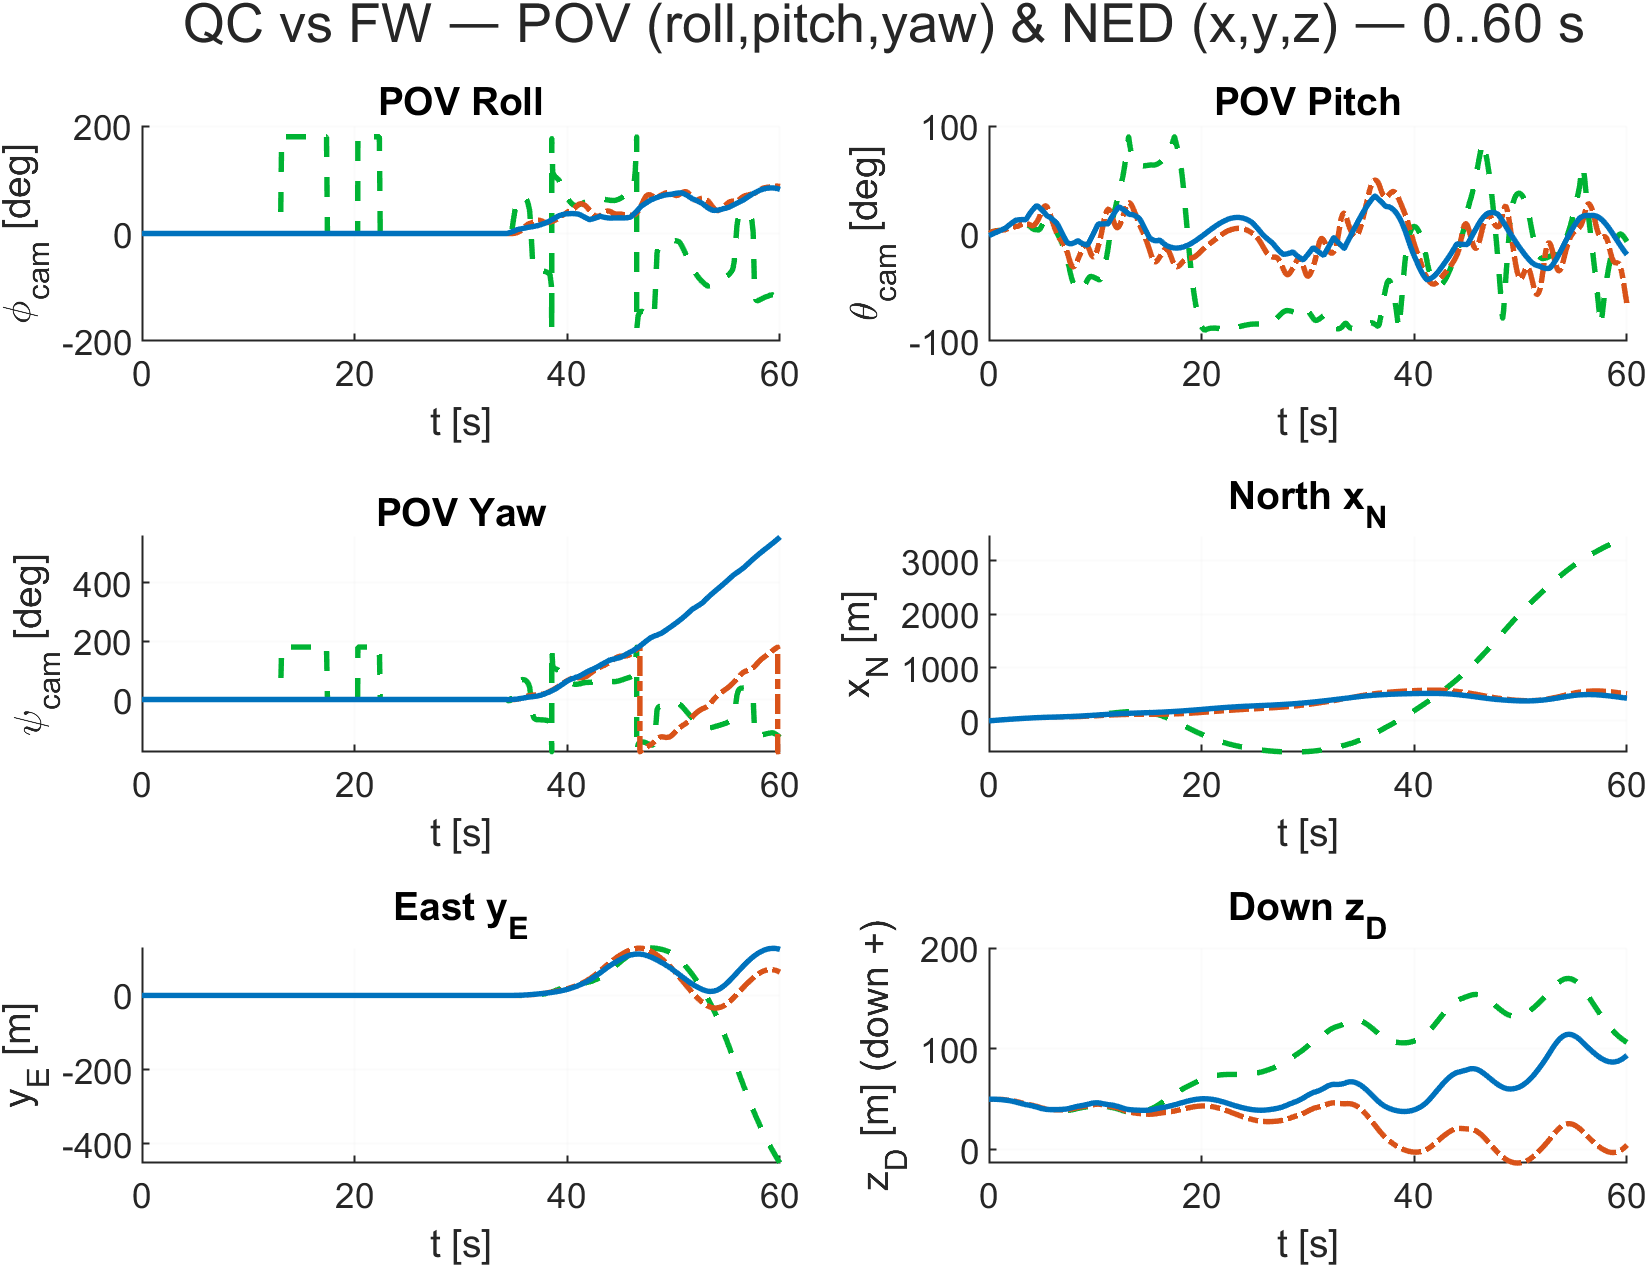 QC vs FW — POV (roll,pitch,yaw) & NED (x,y,z) — 0..60 s
POV Roll
200
0
-200
ϕcam [deg]
0 20 40 60
t [s]
POV Pitch
100
0
-100
θcam [deg]
0 20 40 60
t [s]
POV Yaw
400
200
0
ψcam [deg]
0 20 40 60
t [s]
North xN
3000
2000
1000
0
xN [m]
0 20 40 60
t [s]
East yE
0
-200
-400
yE [m]
0 20 40 60
t [s]
Down zD
200
100
0
zD [m] (down +)
0 20 40 60
t [s]